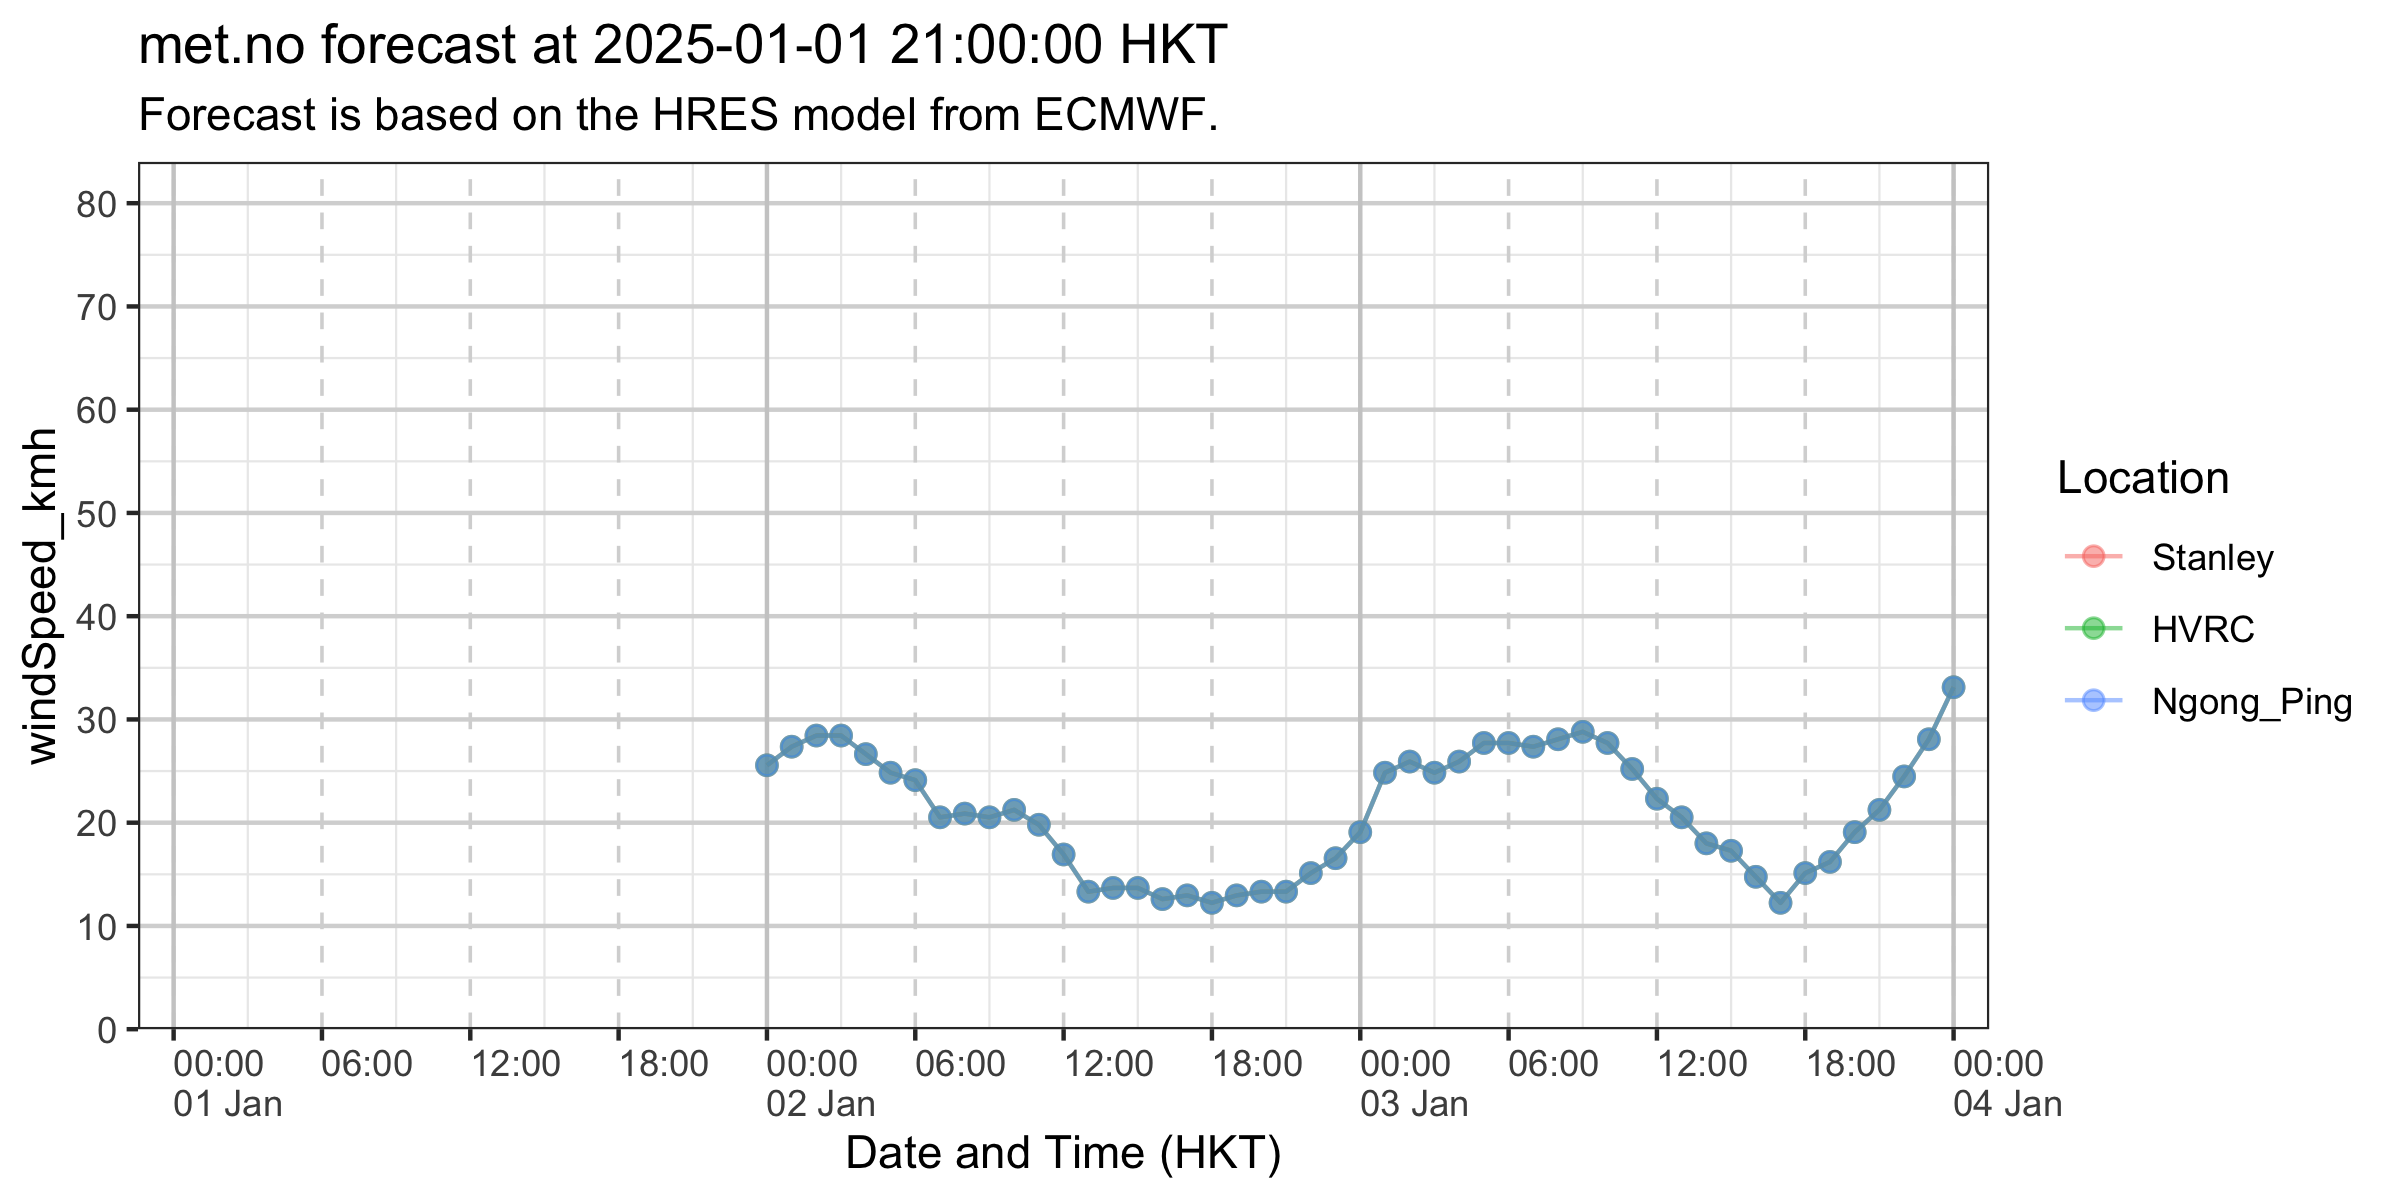 met.no forecast at 2025-01-01 21:00:00 HKT
Forecast is based on the HRES model from ECMWF.
windSpeed_kmh
80
70
60
50
40
30
20
10
0
00:00 06:00 12:00 18:00 00:00 06:00 12:00 18:00 00:00 06:00 12:00 18:00 00:00
01 Jan 02 Jan 03 Jan 04 Jan
Date and Time (HKT)
Location
Stanley
HVRC
Ngong_Ping